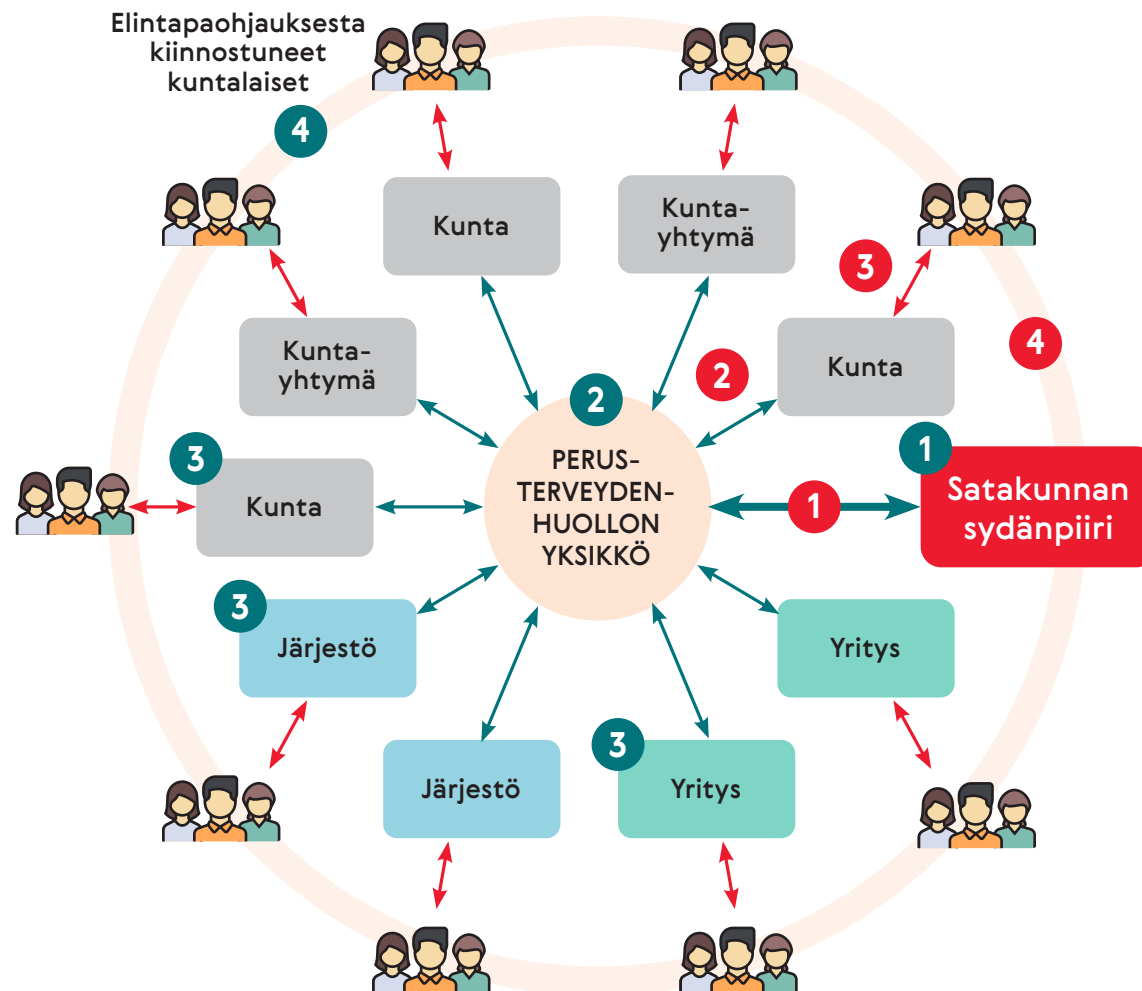 Elintapaohjauksesta
kiinnostuneet
kuntalaiset
4
Kunta
Kunta-
yhtymä
3
4
Kunta-
yhtymä
Kunta
2
2
PERUS-
TERVEYDEN-
HUOLLON
YKSIKKÖ
3
Kunta
1
1
Satakunnan
sydänpiiri
3
Järjestö
Yritys
Järjestö
3
Yritys